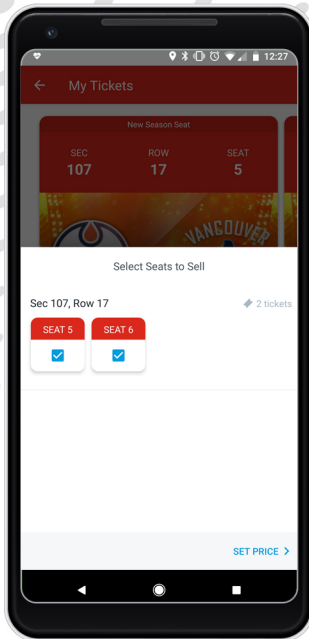 12:27
My Tickets
New Season Seat
SEC ROW SEAT
107 17 5
VANCOUVER
Select Seats to Sell
Sec 107, Row 17 2 tickets
SEAT 5 SEAT 6
SET PRICE